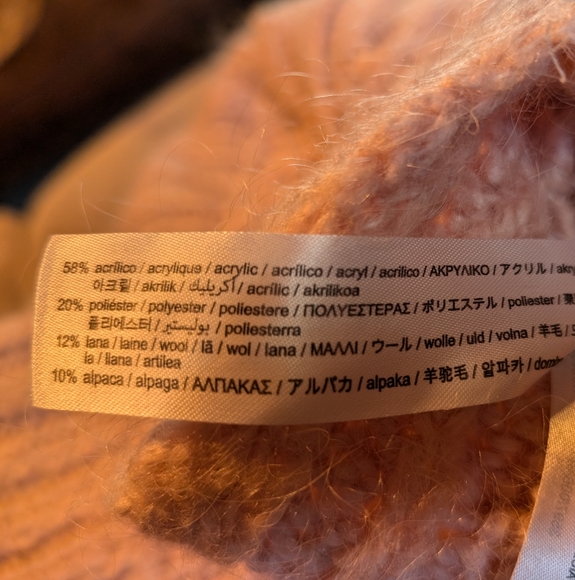 58% acrílico / acrylique / acrylic / acrílico / acryl / acrilico / ΑΚΡΥΛΙΚΟ / アクリル /
아크릴 / akrilik / أكريليك / acrílic / akrilikoa
20% poliéster / polyester / poliestere / ΠΟΛΥΕΣΤΕΡΑΣ / ポリエステル / poliester /
폴리에스터 / بوليستير / poliesterra
12% lana / laine / wool / lã / wol / lana / ΜΑΛΛΙ / ウール / wolle / uld / volna / 羊毛 /
la / llana / artilea
10% alpaca / alpaga / ΑΛΠΑΚΑΣ / アルパカ / alpaka / 羊驼毛 / 알파카 /